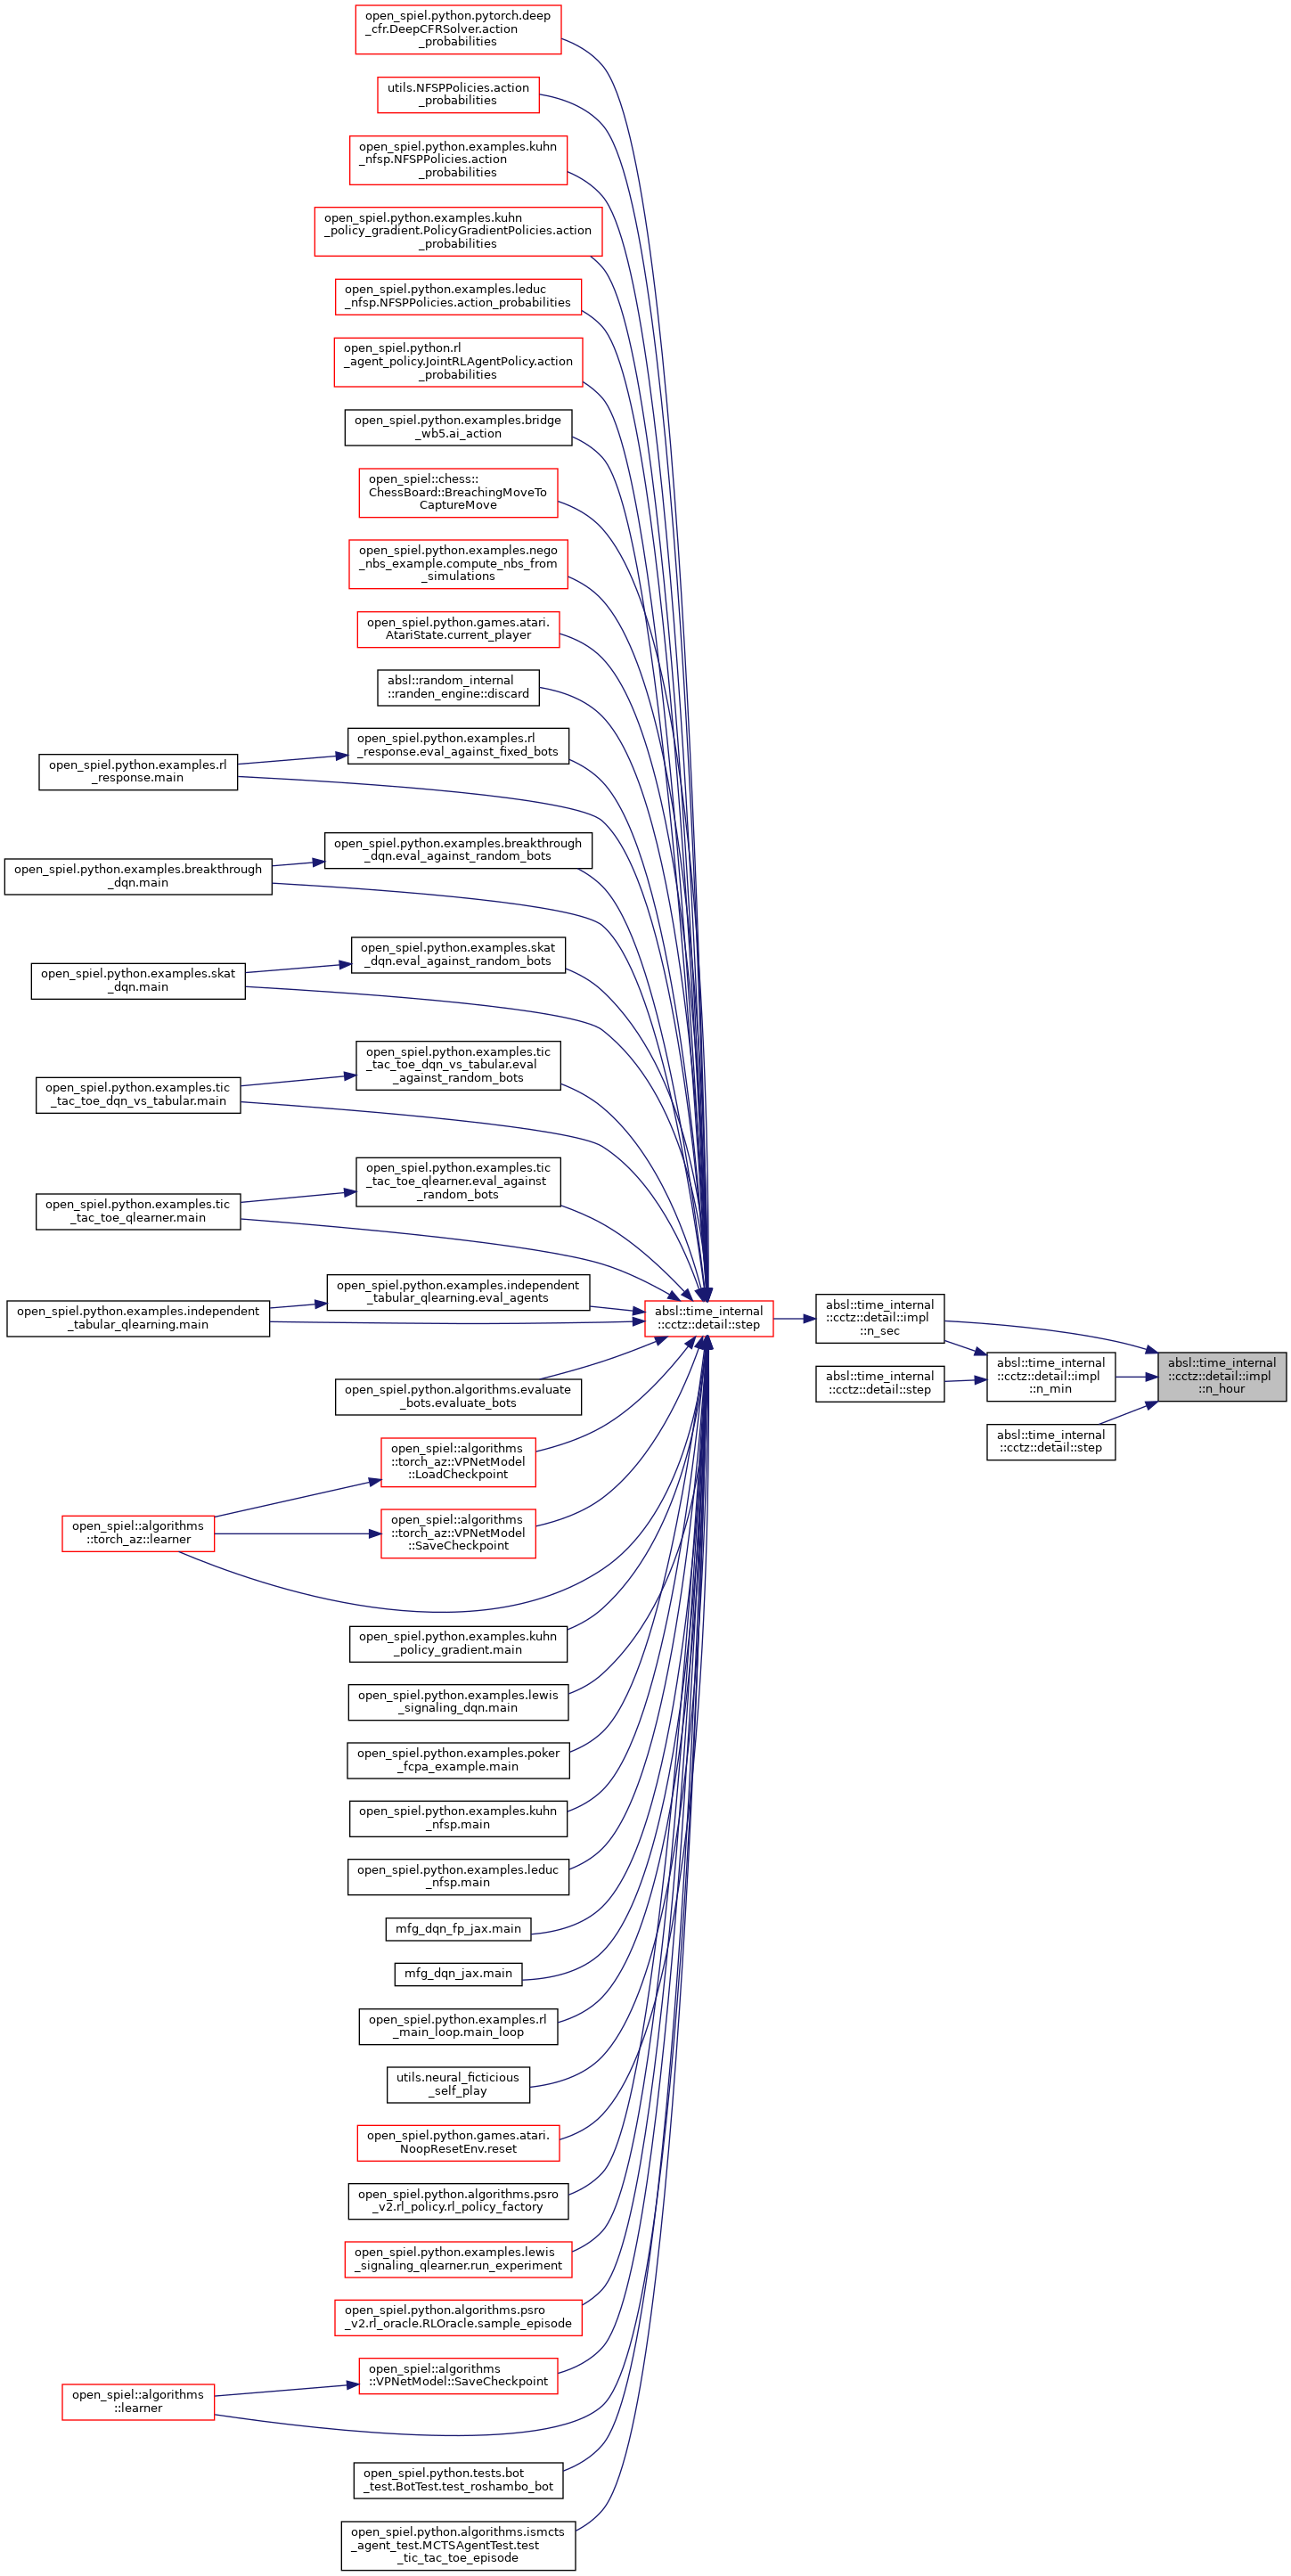 open_spiel.python.pytorch.deep
_cfr.DeepCFRSolver.action
_probabilities
utils.NFSPPolicies.action
_probabilities
open_spiel.python.examples.kuhn
_nfsp.NFSPPolicies.action
_probabilities
open_spiel.python.examples.kuhn
_policy_gradient.PolicyGradientPolicies.action
_probabilities
open_spiel.python.examples.leduc
_nfsp.NFSPPolicies.action_probabilities
open_spiel.python.rl
_agent_policy.JointRLAgentPolicy.action
_probabilities
open_spiel.python.examples.bridge
_wb5.ai_action
open_spiel::chess::
ChessBoard::BreachingMoveTo
CaptureMove
open_spiel.python.examples.nego
_nbs_example.compute_nbs_from
_simulations
open_spiel.python.games.atari.
AtariState.current_player
absl::random_internal
::randen_engine::discard
open_spiel.python.examples.rl
_response.eval_against_fixed_bots
open_spiel.python.examples.rl
_response.main
open_spiel.python.examples.breakthrough
_dqn.eval_against_random_bots
open_spiel.python.examples.breakthrough
_dqn.main
open_spiel.python.examples.skat
_dqn.eval_against_random_bots
open_spiel.python.examples.skat
_dqn.main
open_spiel.python.examples.tic
_tac_toe_dqn_vs_tabular.eval
_against_random_bots
open_spiel.python.examples.tic
_tac_toe_dqn_vs_tabular.main
open_spiel.python.examples.tic
_tac_toe_qlearner.eval_against
_random_bots
open_spiel.python.examples.tic
_tac_toe_qlearner.main
open_spiel.python.examples.independent
_tabular_qlearning.eval_agents
open_spiel.python.examples.independent
_tabular_qlearning.main
absl::time_internal
::cctz::detail::step
absl::time_internal
::cctz::detail::impl
::n_sec
absl::time_internal
::cctz::detail::step
absl::time_internal
::cctz::detail::impl
::n_min
absl::time_internal
::cctz::detail::step
absl::time_internal
::cctz::detail::impl
::n_hour
open_spiel.python.algorithms.evaluate
_bots.evaluate_bots
open_spiel::algorithms
::torch_az::VPNetModel
::LoadCheckpoint
open_spiel::algorithms
::torch_az::VPNetModel
::SaveCheckpoint
open_spiel::algorithms
::torch_az::learner
open_spiel.python.examples.kuhn
_policy_gradient.main
open_spiel.python.examples.lewis
_signaling_dqn.main
open_spiel.python.examples.poker
_fcpa_example.main
open_spiel.python.examples.kuhn
_nfsp.main
open_spiel.python.examples.leduc
_nfsp.main
mfg_dqn_fp_jax.main
mfg_dqn_jax.main
open_spiel.python.examples.rl
_main_loop.main_loop
utils.neural_ficticious
_self_play
open_spiel.python.games.atari.
NoopResetEnv.reset
open_spiel.python.algorithms.psro
_v2.rl_policy.rl_policy_factory
open_spiel.python.examples.lewis
_signaling_qlearner.run_experiment
open_spiel.python.algorithms.psro
_v2.rl_oracle.RLOracle.sample_episode
open_spiel::algorithms
::VPNetModel::SaveCheckpoint
open_spiel::algorithms
::learner
open_spiel.python.tests.bot
_test.BotTest.test_roshambo_bot
open_spiel.python.algorithms.ismcts
_agent_test.MCTSAgentTest.test
_tic_tac_toe_episode